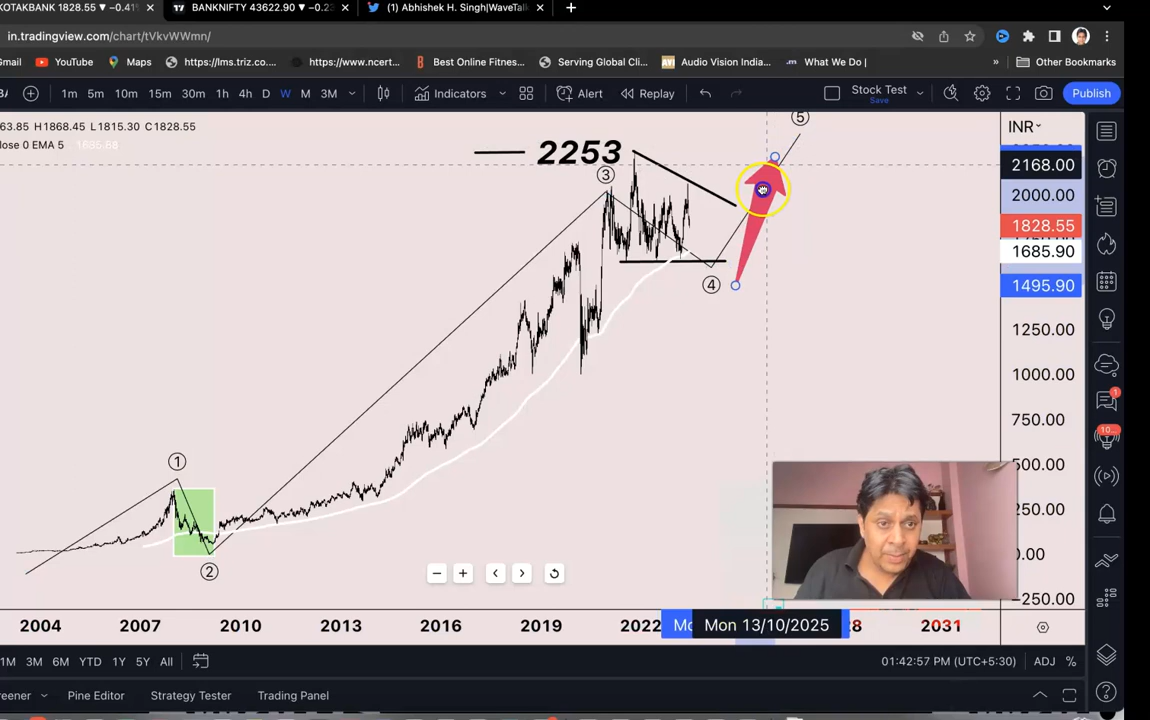 KOTAKBANK 1828.55 ▼ −0.41% × BANKNIFTY 43622.90 ▼ −0.23 × (1) Abhishek H. Singh|WaveTalk × +
in.tradingview.com/chart/tVkvWWmn/
Gmail YouTube Maps https://lms.triz.co... https://www.ncert... Best Online Fitnes... Serving Global Cli... AVI Audio Vision India... What We Do | » Other Bookmarks
1m 5m 10m 15m 30m 1h 4h D W M 3M Indicators Alert Replay Stock Test Save Publish
63.85 H1868.45 L1815.30 C1828.55
lose 0 EMA 5
INR
2253
⑤
③
④
①
②
2168.00
2000.00
1828.55
1685.90
1495.90
1250.00
1000.00
750.00
500.00
250.00
0.00
-250.00
2004 2007 2010 2013 2016 2019 2022 Mon 13/10/2025 28 2031
1M 3M 6M YTD 1Y 5Y All 01:42:57 (UTC+5:30) ADJ %
reener Pine Editor Strategy Tester Trading Panel